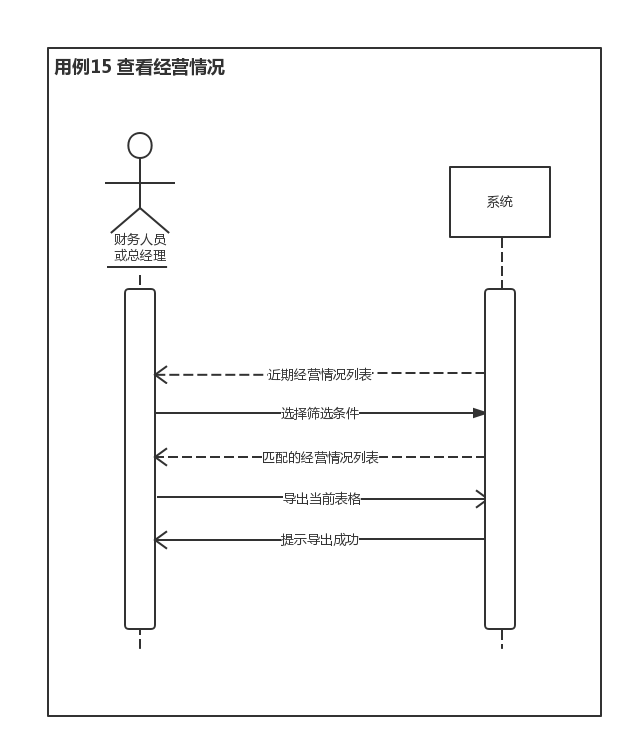 用例15 查看经营情况
财务人员
或总经理
系统
近期经营情况列表
选择筛选条件
匹配的经营情况列表
导出当前表格
提示导出成功